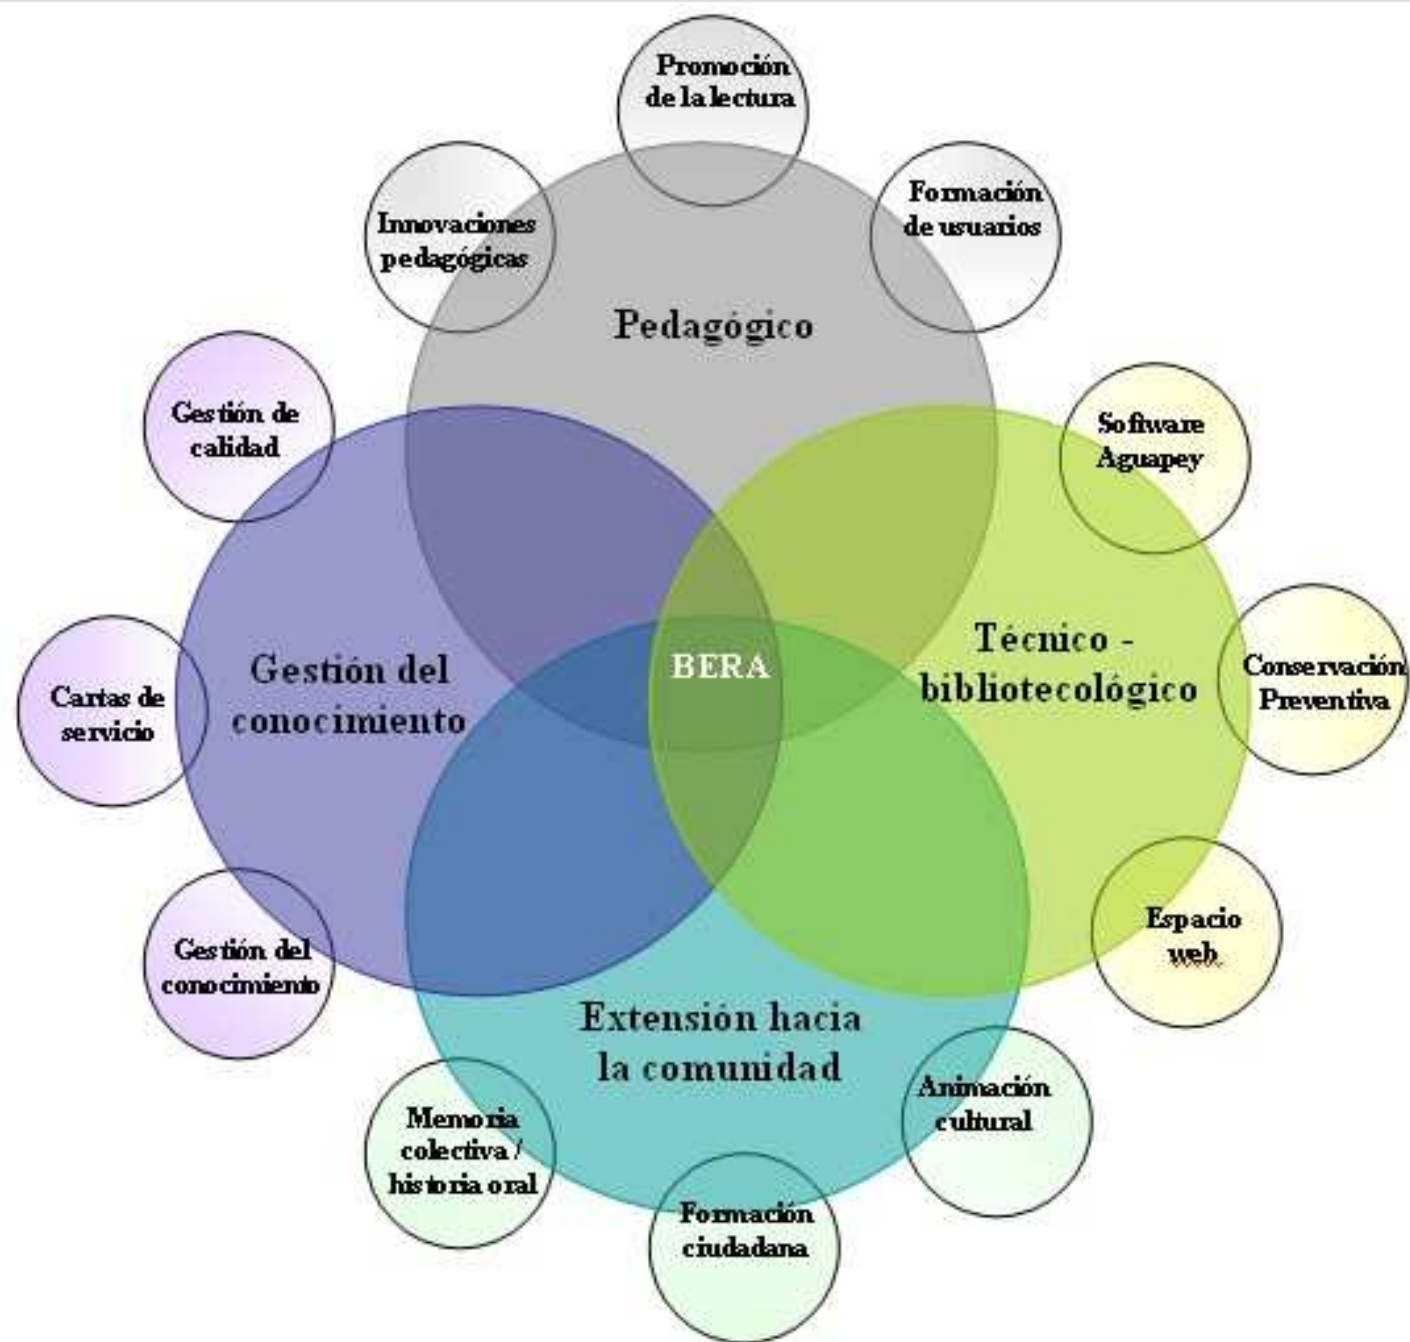 Promoción
de la lectura
Innovaciones
pedagógicas
Formación
de usuarios
Pedagógico
Gestión de
calidad
Software
Aguapey
Técnico -
bibliotecológico
Conservación
Preventiva
BERA
Gestión del
conocimiento
Cartas de
servicio
Espacio
web
Gestión del
conocimiento
Extensión hacia
la comunidad
Animación
cultural
Memoria
colectiva /
historia oral
Formación
ciudadana